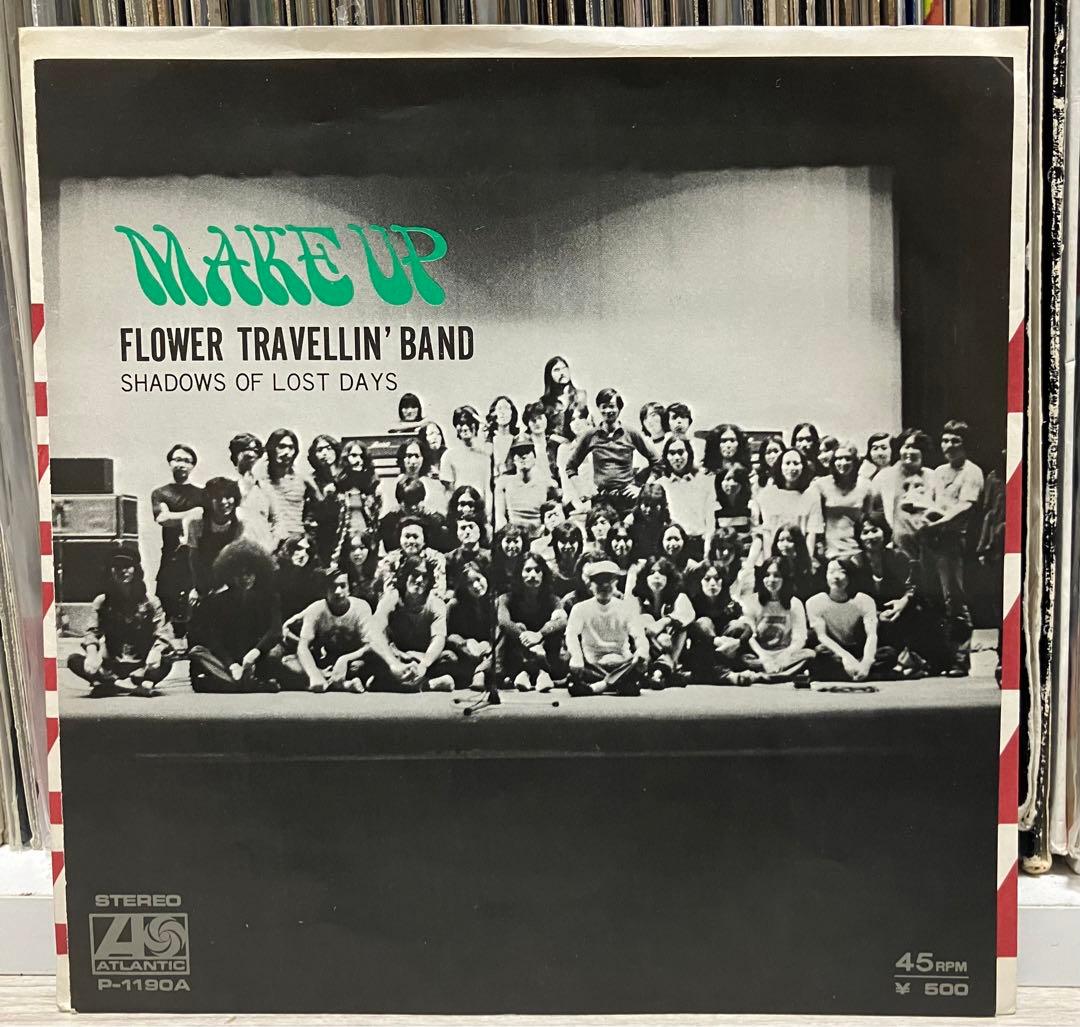 MAKE UP
FLOWER TRAVELLIN' BAND
SHADOWS OF LOST DAYS
STEREO
ATLANTIC
P-1190A
45RPM
¥ 500